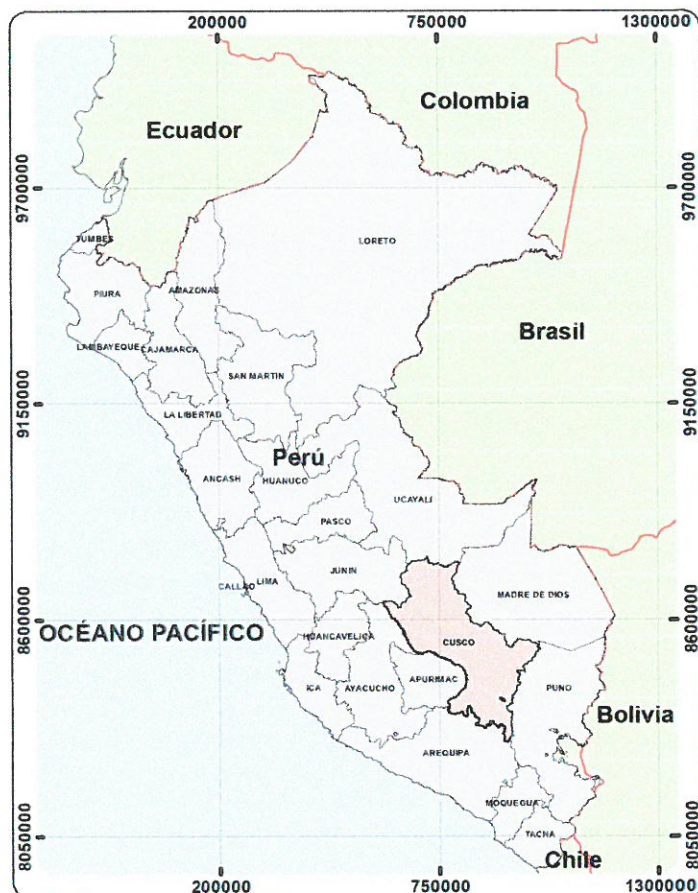 200000
750000
1300000
Colombia
Ecuador
9700000
9700000
TUMBES
LORETO
PIURA
AMAZONAS
Brasil
LAMBAYEQUE
CAJAMARCA
SAN MARTIN
9150000
9150000
LA LIBERTAD
Perú
ANCASH
HUANUCO
UCAYALI
PASCO
JUNIN
CALLAO
LIMA
MADRE DE DIOS
8600000
8600000
OCÉANO PACÍFICO
HUANCAVELICA
CUSCO
ICA
AYACUCHO
APURIMAC
PUNO
Bolivia
AREQUIPA
MOQUEGUA
TACNA
8050000
8050000
Chile
200000
750000
1300000